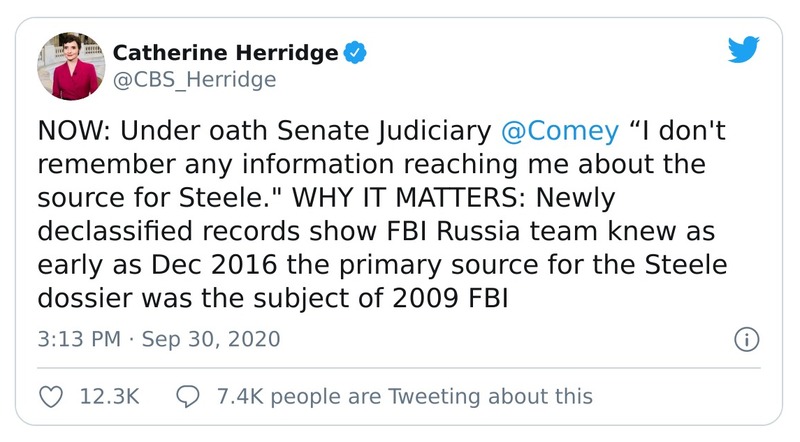 Catherine Herridge
@CBS_Herridge
NOW: Under oath Senate Judiciary @Comey “I don't
remember any information reaching me about the
source for Steele." WHY IT MATTERS: Newly
declassified records show FBI Russia team knew as
early as Dec 2016 the primary source for the Steele
dossier was the subject of 2009 FBI
3:13 PM · Sep 30, 2020
12.3K 7.4K people are Tweeting about this